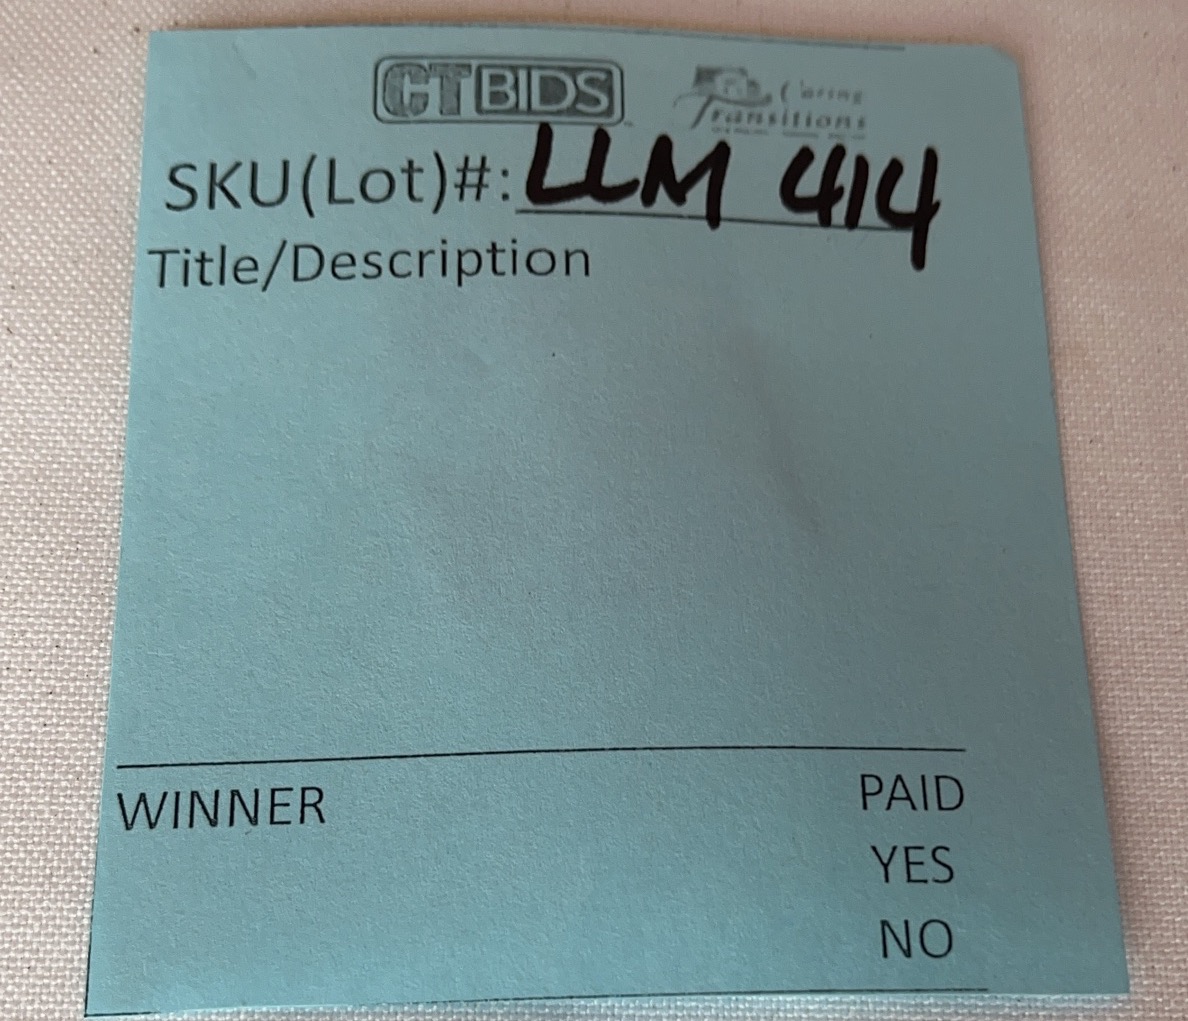 CTBIDS Caring
Transitions
SKU(Lot)#: LLM 414
Title/Description
WINNER PAID
YES
NO